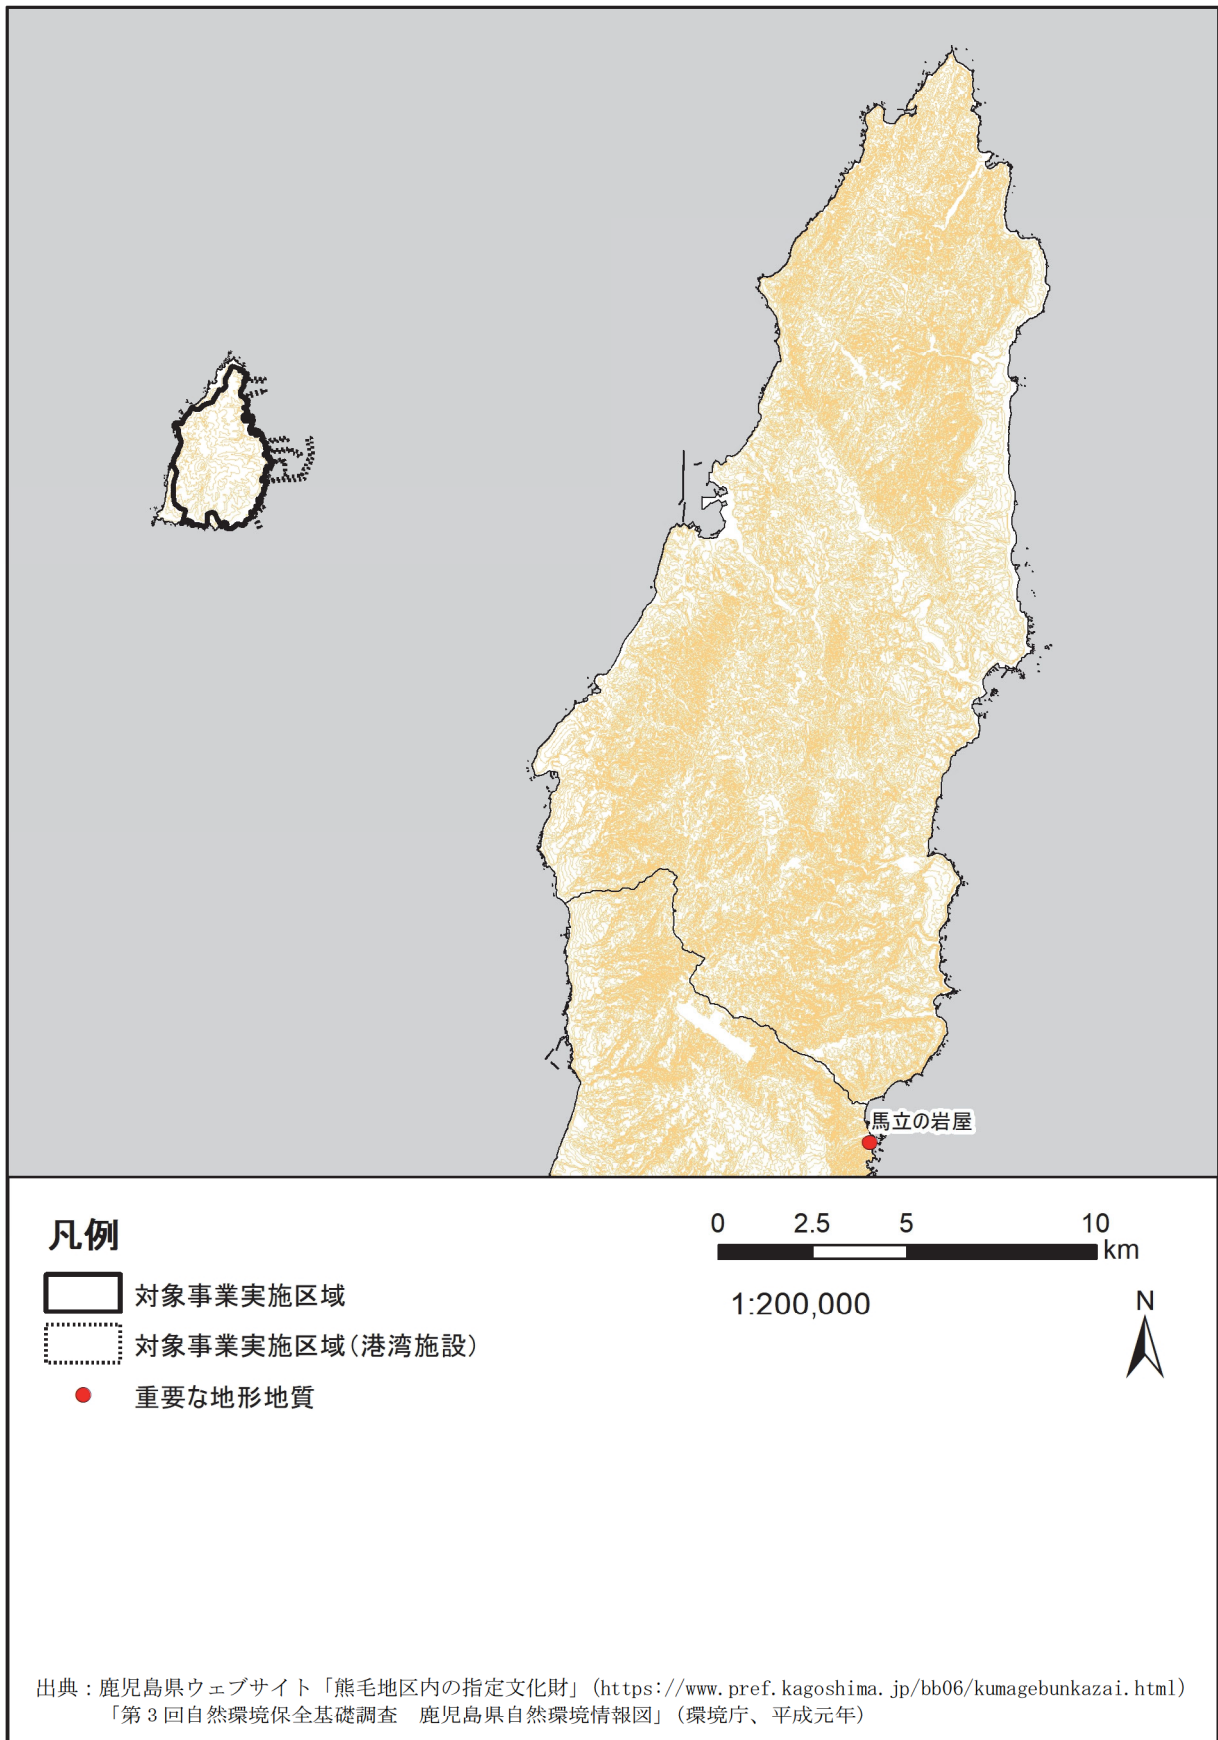 馬立の岩屋
凡例
対象事業実施区域
対象事業実施区域(港湾施設)
重要な地形地質
0 2.5 5 10
km
1:200,000
N
出典:鹿児島県ウェブサイト「熊毛地区内の指定文化財」(https://www.pref.kagoshima.jp/bb06/kumagebunkazai.html)
「第3回自然環境保全基礎調査 鹿児島県自然環境情報図」(環境庁、平成元年)